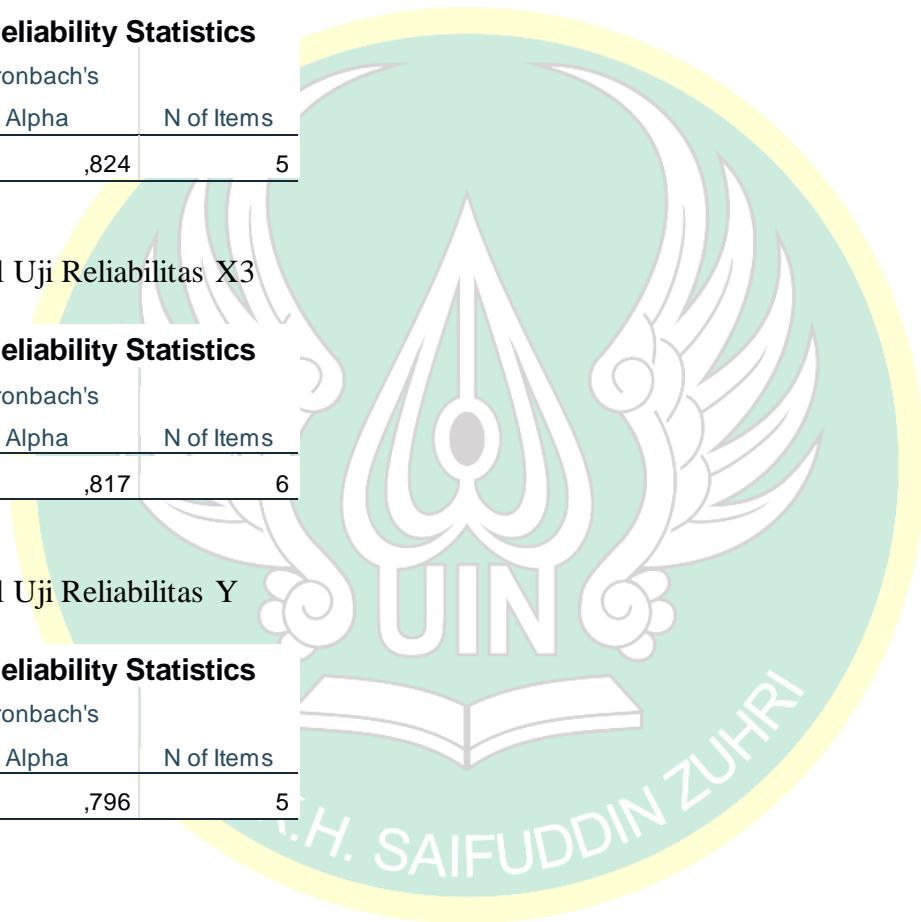 eliability Statistics
ronbach's
Alpha N of Items
,824 5
l Uji Reliabilitas X3
eliability Statistics
ronbach's
Alpha N of Items
,817 6
l Uji Reliabilitas Y
eliability Statistics
ronbach's
Alpha N of Items
,796 5
UIN
K.H. SAIFUDDIN ZUHRI